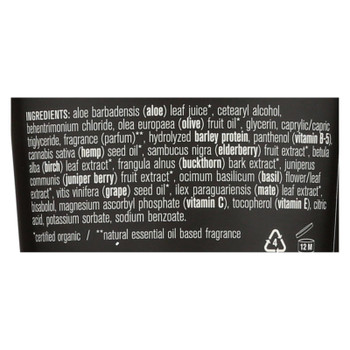 INGREDIENTS: aloe barbadensis (aloe) leaf juice*, cetearyl alcohol,
behentrimonium chloride, olea europaea (olive) fruit oil*, glycerin, caprylic/capric
triglyceride, fragrance (parfum)**, hydrolyzed barley protein, panthenol (vitamin B-5),
cannabis sativa (hemp) seed oil*, sambucus nigra (elderberry) fruit extract*, betula
alba (birch) leaf extract*, frangula alnus (buckthorn) bark extract*, juniperus
communis (juniper berry) fruit extract*, ocimum basilicum (basil) flower/leaf
extract*, vitis vinifera (grape) seed oil*, ilex paraguariensis (mate) leaf extract*,
bisabolol, magnesium ascorbyl phosphate (vitamin C), tocopherol (vitamin E), citric
acid, potassium sorbate, sodium benzoate.
*certified organic / **natural essential oil based fragrance
4
12 M